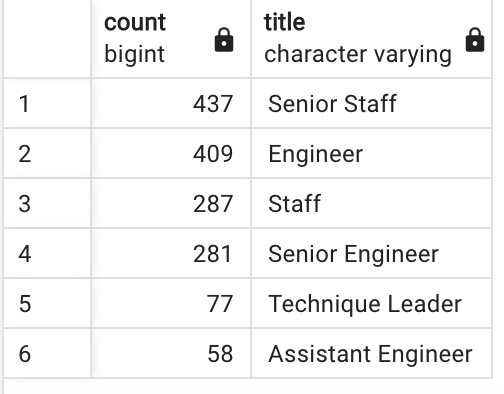 count title
bigint character varying
1 437 Senior Staff
2 409 Engineer
3 287 Staff
4 281 Senior Engineer
5 77 Technique Leader
6 58 Assistant Engineer